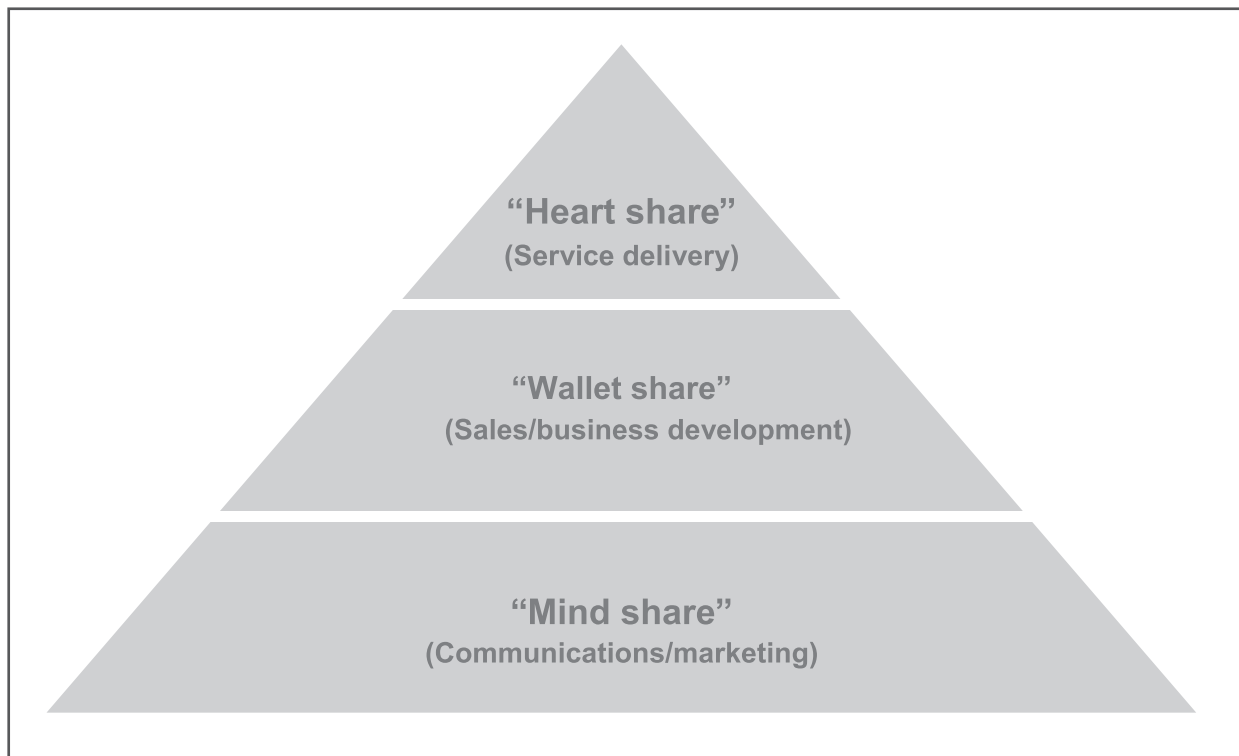 “Heart share”
(Service delivery)
“Wallet share”
(Sales/business development)
“Mind share”
(Communications/marketing)